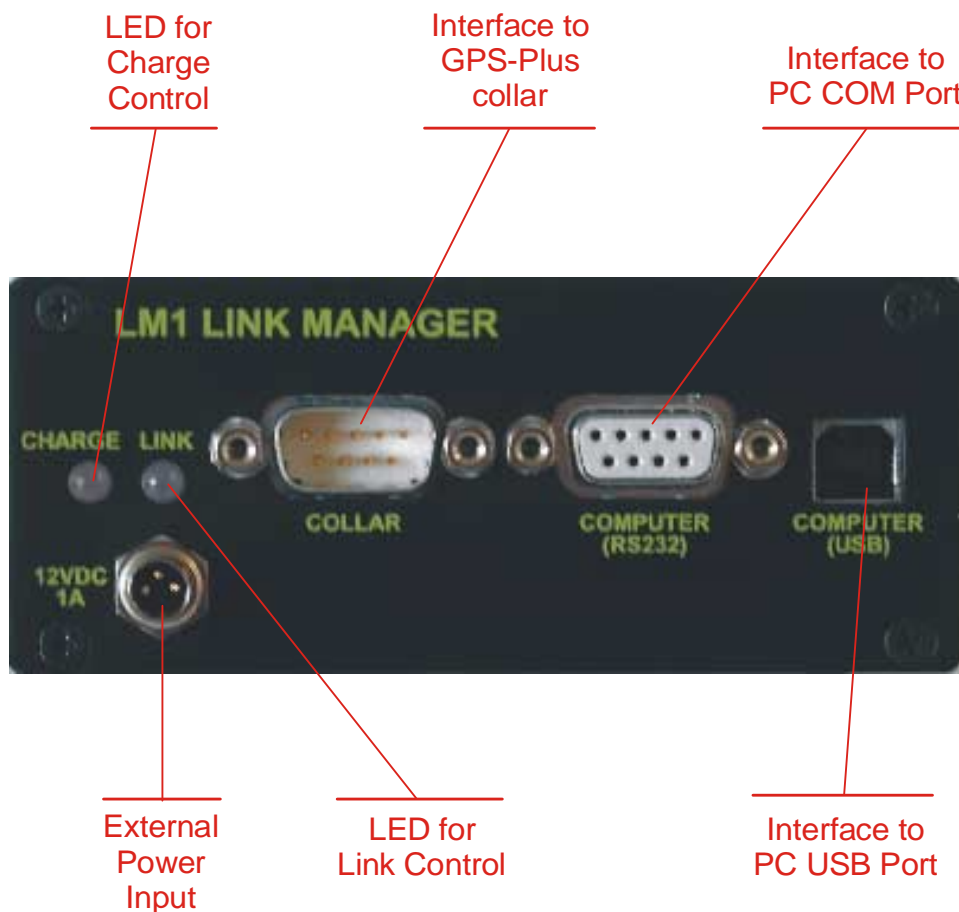 LED for
Charge
Control
Interface to
GPS-Plus
collar
Interface to
PC COM Port
LM1 LINK MANAGER
CHARGE LINK
COLLAR
COMPUTER
(RS232)
COMPUTER
(USB)
12VDC
1A
External
Power
Input
LED for
Link Control
Interface to
PC USB Port